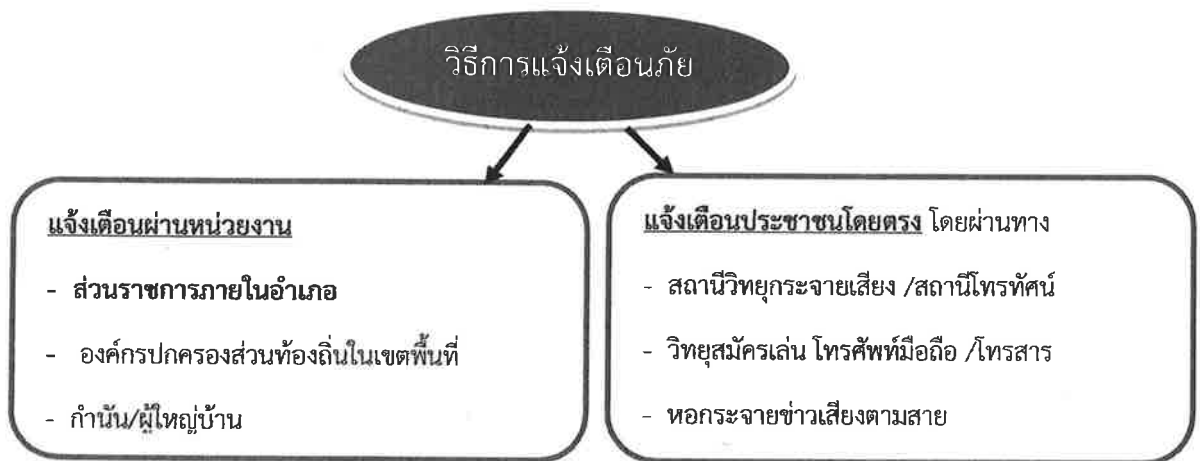 วิธีการแจ้งเตือนภัย
แจ้งเตือนผ่านหน่วยงาน
- ส่วนราชการภายในอำเภอ
- องค์กรปกครองส่วนท้องถิ่นในเขตพื้นที่
- กำนัน/ผู้ใหญ่บ้าน
แจ้งเตือนประชาชนโดยตรง โดยผ่านทาง
- สถานีวิทยุกระจายเสียง /สถานีโทรทัศน์
- วิทยุสมัครเล่น โทรศัพท์มือถือ /โทรสาร
- หอกระจายข่าวเสียงตามสาย